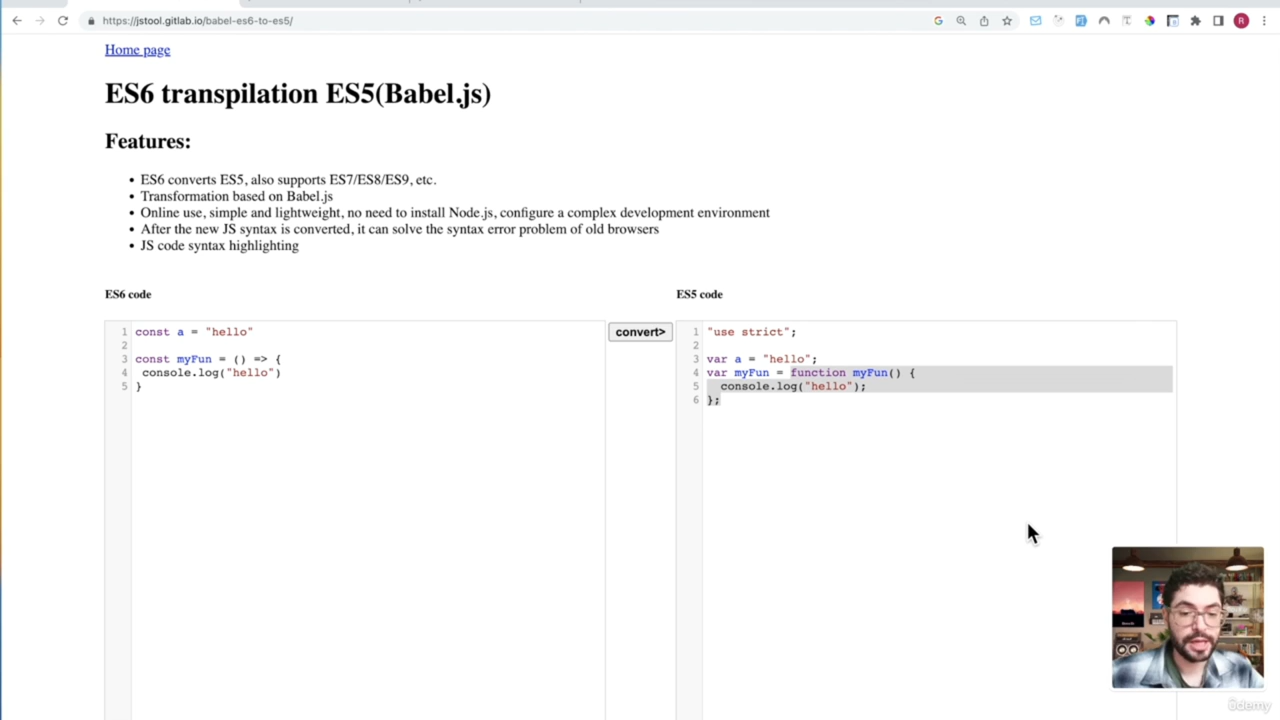 https://jstool.gitlab.io/babel-es6-to-es5/
R
Home page
ES6 transpilation ES5(Babel.js)
Features:
• ES6 converts ES5, also supports ES7/ES8/ES9, etc.
• Transformation based on Babel.js
• Online use, simple and lightweight, no need to install Node.js, configure a complex development environment
• After the new JS syntax is converted, it can solve the syntax error problem of old browsers
• JS code syntax highlighting
ES6 code
1 const a = "hello"
2
3 const myFun = () => {
4 console.log("hello")
5 }
convert>
ES5 code
1 "use strict";
2
3 var a = "hello";
4 var myFun = function myFun() {
5 console.log("hello");
6 };
ûdemy